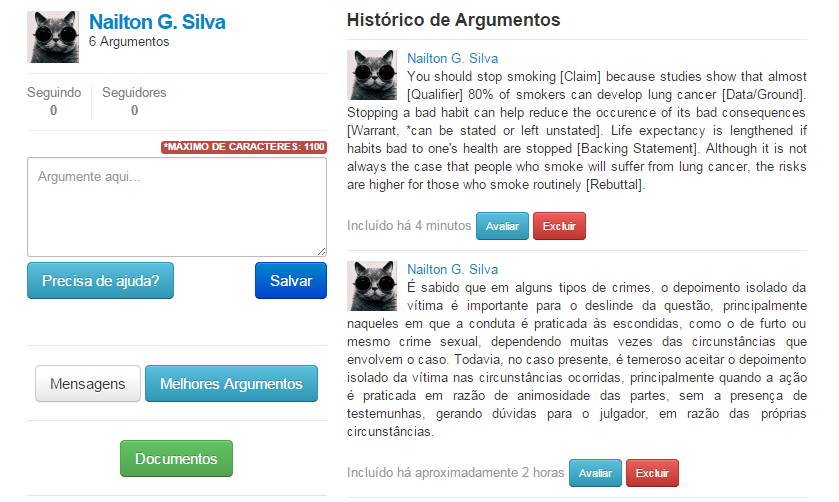 Nailton G. Silva
6 Argumentos
Seguindo
0
Seguidores
0
*MÁXIMO DE CARACTERES: 1100
Argumente aqui...
Precisa de ajuda?
Salvar
Mensagens
Melhores Argumentos
Documentos
Histórico de Argumentos
Nailton G. Silva
You should stop smoking [Claim] because studies show that almost
[Qualifier] 80% of smokers can develop lung cancer [Data/Ground].
Stopping a bad habit can help reduce the occurence of its bad consequences
[Warrant, *can be stated or left unstated]. Life expectancy is lengthened if
habits bad to one's health are stopped [Backing Statement]. Although it is not
always the case that people who smoke will suffer from lung cancer, the risks
are higher for those who smoke routinely [Rebuttal].
Incluído há 4 minutos
Avaliar
Excluir
Nailton G. Silva
É sabido que em alguns tipos de crimes, o depoimento isolado da
vítima é importante para o deslinde da questão, principalmente
naqueles em que a conduta é praticada às escondidas, como o de furto ou
mesmo crime sexual, dependendo muitas vezes das circunstâncias que
envolvem o caso. Todavia, no caso presente, é temeroso aceitar o depoimento
isolado da vítima nas circunstâncias ocorridas, principalmente quando a ação
é praticada em razão de animosidade das partes, sem a presença de
testemunhas, gerando dúvidas para o julgador, em razão das próprias
circunstâncias.
Incluído há aproximadamente 2 horas
Avaliar
Excluir